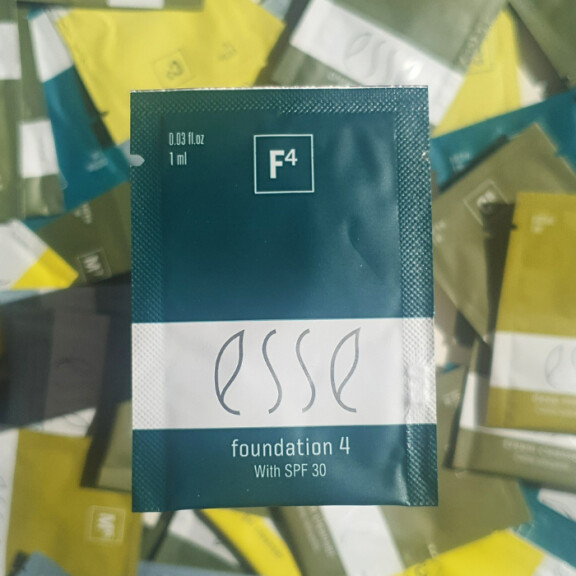 0.03 fl.oz
1 ml
F4
esse
foundation 4
With SPF 30